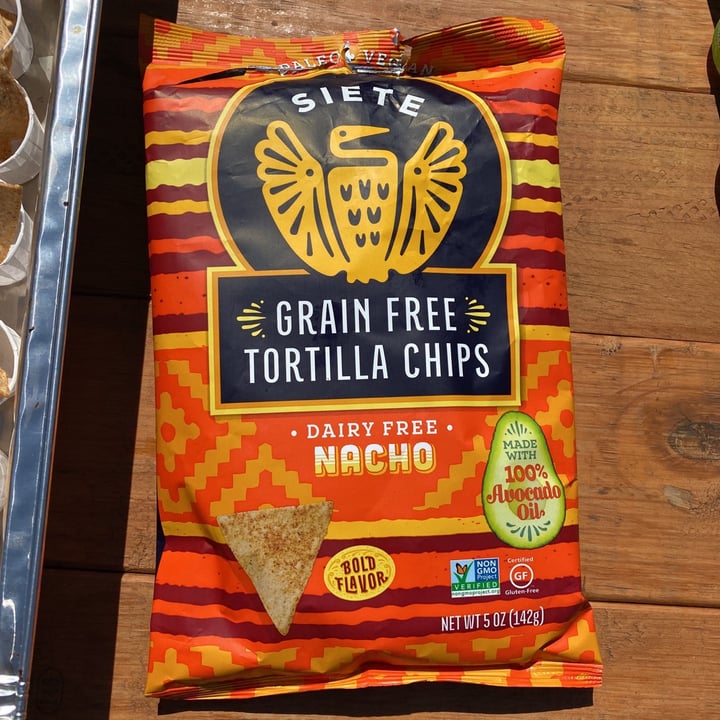 PALEO VEGAN
SIETE
GRAIN FREE
TORTILLA CHIPS
• DAIRY FREE •
NACHO
MADE
WITH
100%
Avocado
Oil
BOLD
FLAVOR
NON
GMO
Project
VERIFIED
nongmoproject.org
Certified
GF
Gluten-Free
NET WT 5 OZ (142g)